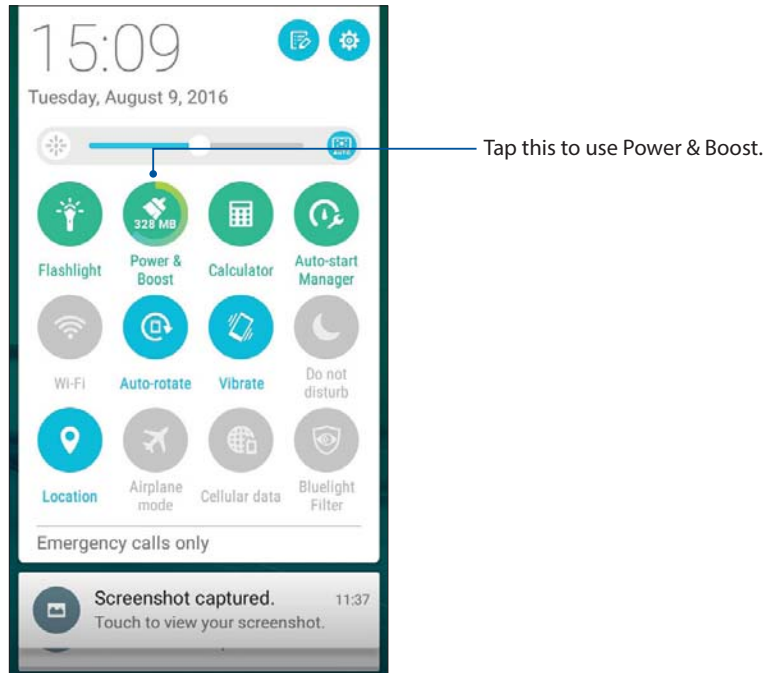 15:09
Tuesday, August 9, 2016
AUTO
Tap this to use Power & Boost.
328 MB
Flashlight
Power &
Boost
Calculator
Auto-start
Manager
Wi-Fi
Auto-rotate
Vibrate
Do not
disturb
Location
Airplane
mode
Cellular data
Bluelight
Filter
Emergency calls only
Screenshot captured.
11:37
Touch to view your screenshot.